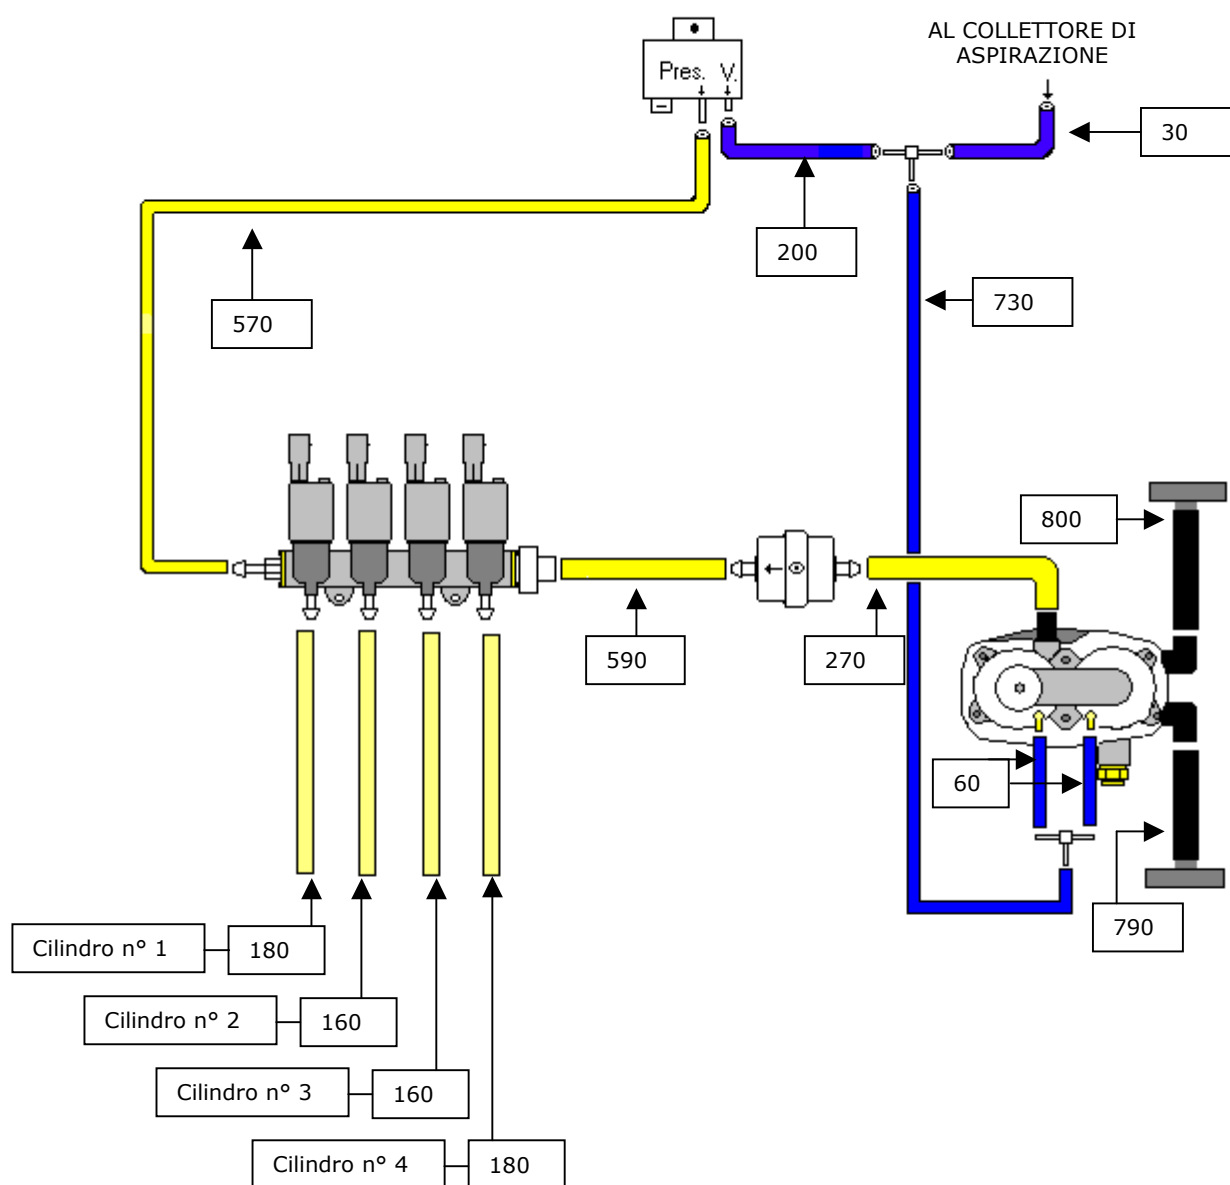 AL COLLETTORE DI
ASPIRAZIONE
Pres. V.
30
200
730
570
800
590
270
60
790
Cilindro n° 1
180
Cilindro n° 2
160
Cilindro n° 3
160
Cilindro n° 4
180